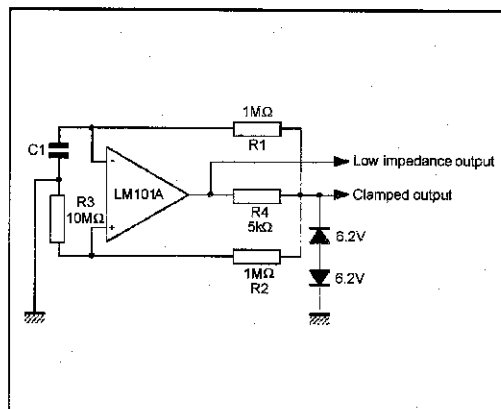 1MΩ
R1
C1
Low impedance output
R3
10MΩ
-
LM101A
+
Clamped output
R4
5kΩ
6.2V
1MΩ
R2
6.2V